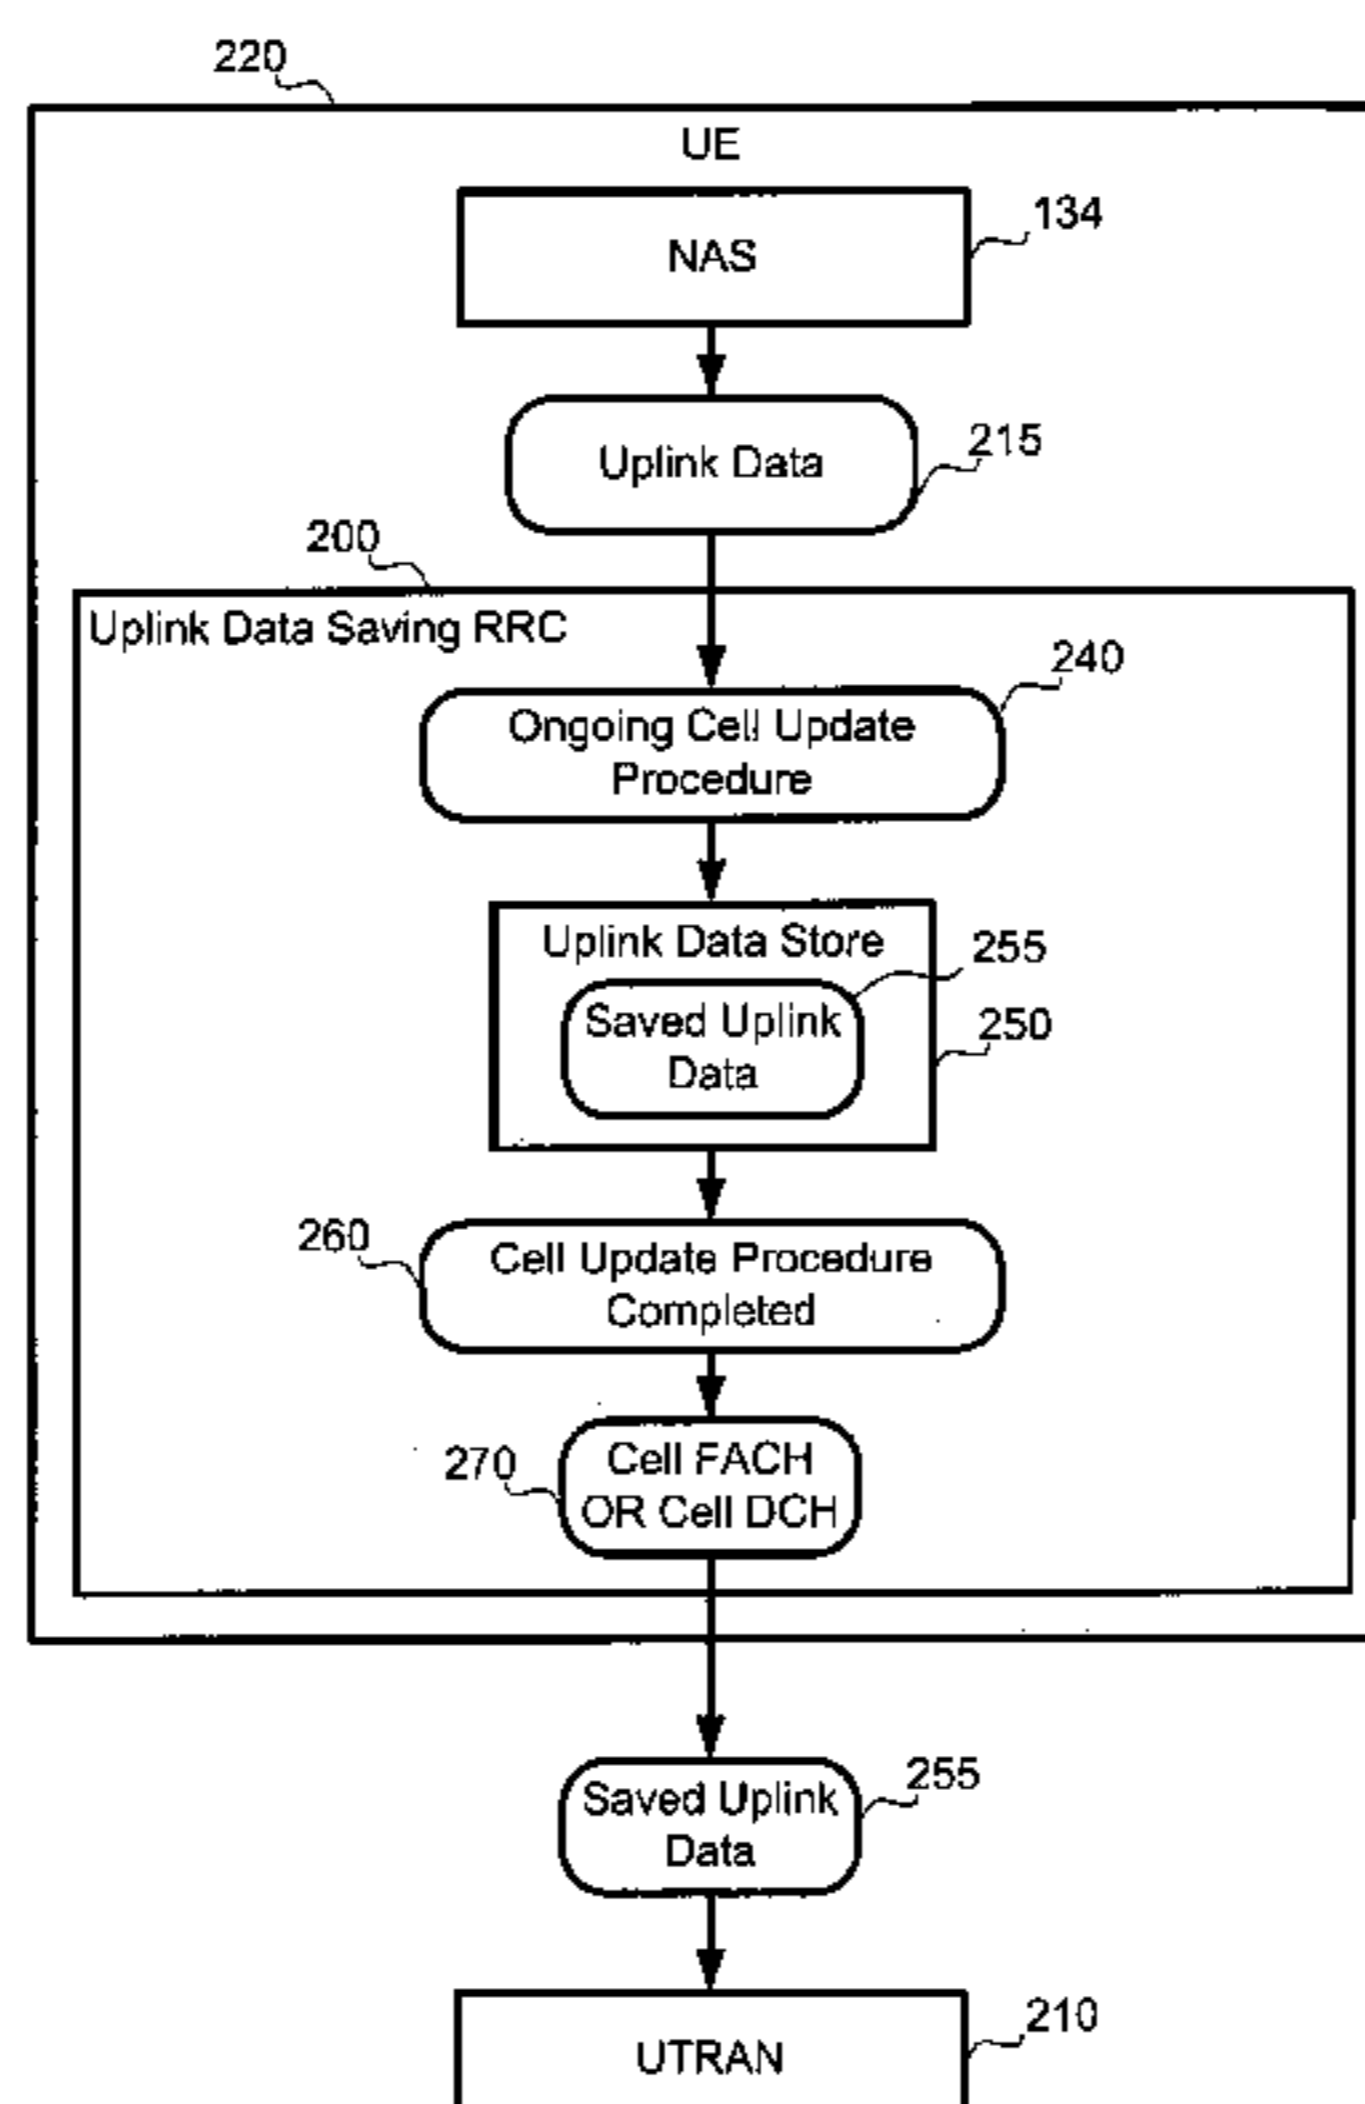 220
UE
NAS
134
Uplink Data
215
200
Uplink Data Saving RRC
240
Ongoing Cell Update
Procedure
Uplink Data Store
255
Saved Uplink
Data
250
260
Cell Update Procedure
Completed
270
Cell FACH
OR Cell DCH
Saved Uplink
Data
255
UTRAN
210